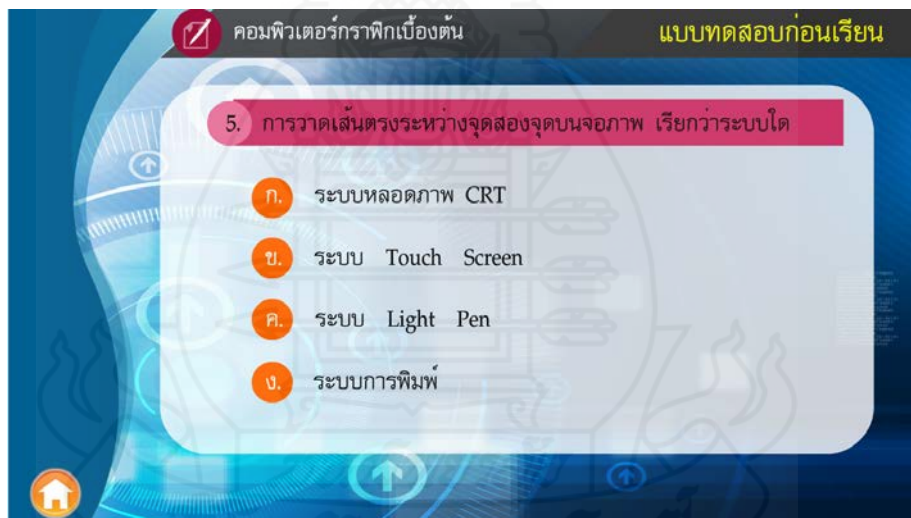 คอมพิวเตอร์กราฟิกเบื้องต้น
แบบทดสอบก่อนเรียน
5. การวาดเส้นตรงระหว่างจุดสองจุดบนจอภาพ เรียกว่าระบบใด
ก. ระบบหลอดภาพ CRT
ข. ระบบ Touch Screen
ค. ระบบ Light Pen
ง. ระบบการพิมพ์